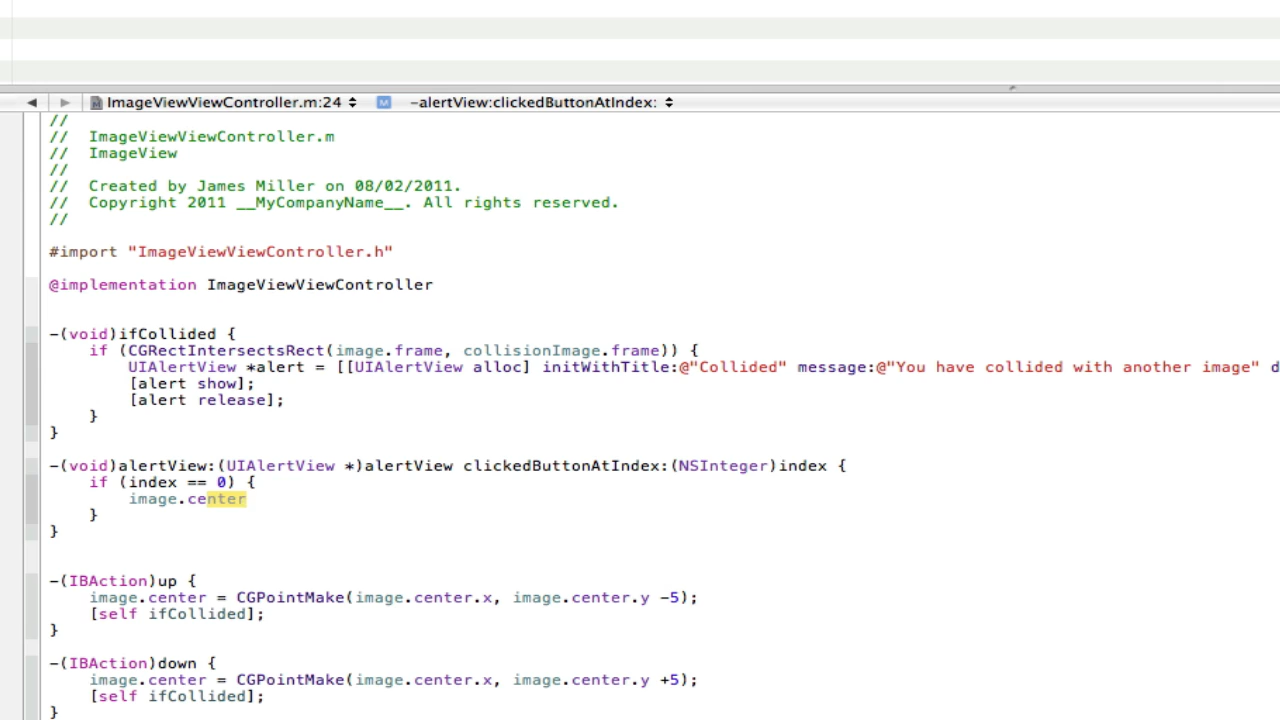 ImageViewViewController.m:24 M -alertView:clickedButtonAtIndex:
//
//  ImageViewViewController.m
//  ImageView
//
//  Created by James Miller on 08/02/2011.
//  Copyright 2011 __MyCompanyName__. All rights reserved.
//
#import "ImageViewViewController.h"
@implementation ImageViewViewController
-(void)ifCollided {
    if (CGRectIntersectsRect(image.frame, collisionImage.frame)) {
        UIAlertView *alert = [[UIAlertView alloc] initWithTitle:@"Collided" message:@"You have collided with another image" d
        [alert show];
        [alert release];
    }
}
-(void)alertView:(UIAlertView *)alertView clickedButtonAtIndex:(NSInteger)index {
    if (index == 0) {
        image.center
    }
}
-(IBAction)up {
    image.center = CGPointMake(image.center.x, image.center.y -5);
    [self ifCollided];
}
-(IBAction)down {
    image.center = CGPointMake(image.center.x, image.center.y +5);
    [self ifCollided];
}